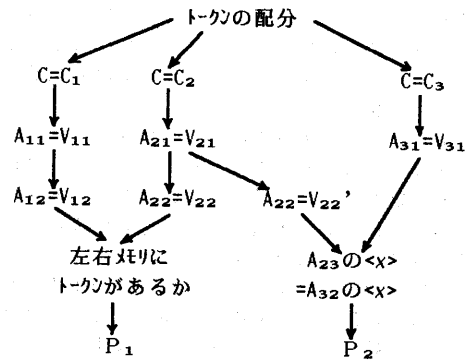 トークンの配分
C=C₁
C=C₂
C=C₃
A₁₁=V₁₁
A₂₁=V₂₁
A₃₁=V₃₁
A₁₂=V₁₂
A₂₂=V₂₂
A₂₂=V₂₂'
左右メモリに
トークンがあるか
A₂₃の<x>
=A₃₂の<x>
P₁
P₂